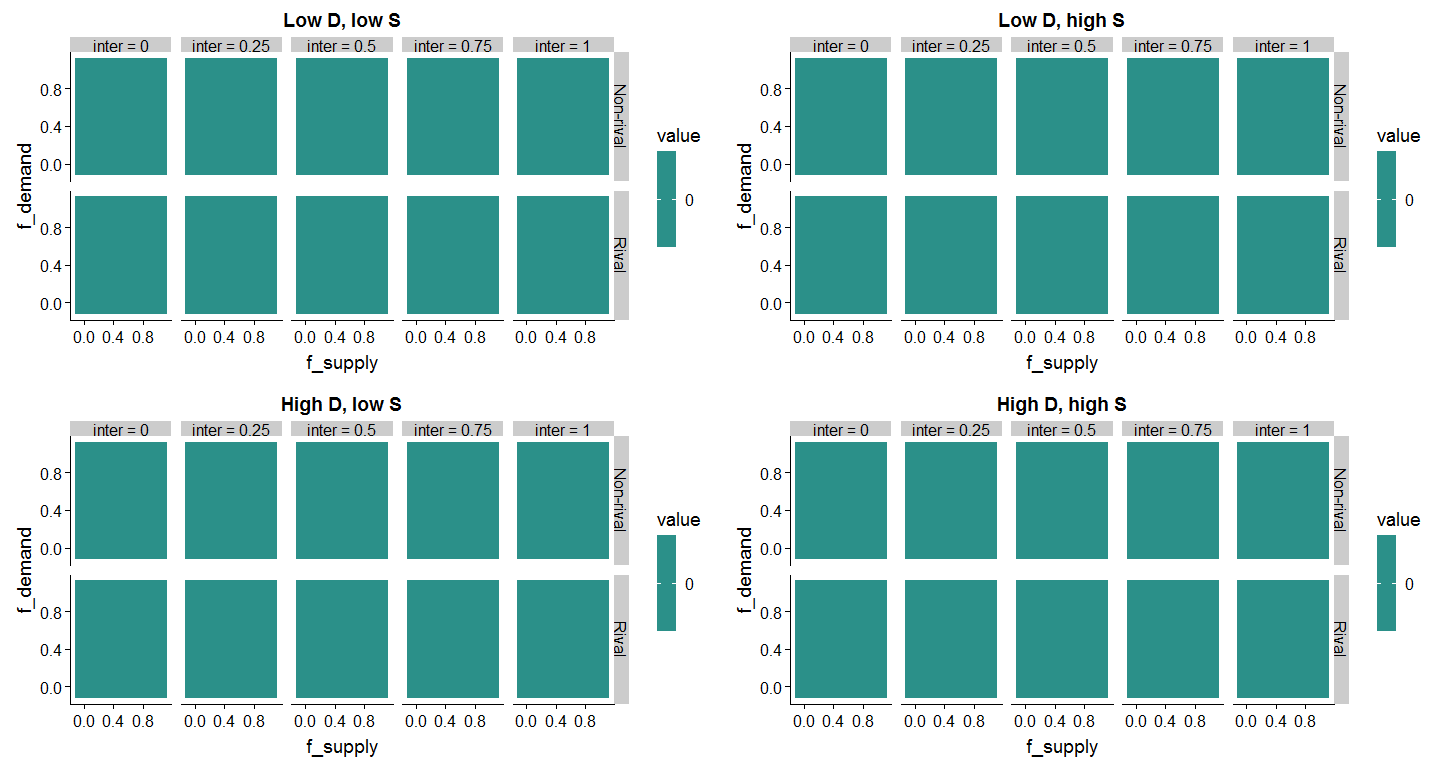 Low D, low S
inter = 0 inter = 0.25 inter = 0.5 inter = 0.75 inter = 1
0.8
0.4
0.0
Non-rival
0.8
0.4
0.0
Rival
f_demand
0.0 0.4 0.8 0.0 0.4 0.8 0.0 0.4 0.8 0.0 0.4 0.8 0.0 0.4 0.8
f_supply
value
0
Low D, high S
inter = 0 inter = 0.25 inter = 0.5 inter = 0.75 inter = 1
0.8
0.4
0.0
Non-rival
0.8
0.4
0.0
Rival
f_demand
0.0 0.4 0.8 0.0 0.4 0.8 0.0 0.4 0.8 0.0 0.4 0.8 0.0 0.4 0.8
f_supply
value
0
High D, low S
inter = 0 inter = 0.25 inter = 0.5 inter = 0.75 inter = 1
0.8
0.4
0.0
Non-rival
0.8
0.4
0.0
Rival
f_demand
0.0 0.4 0.8 0.0 0.4 0.8 0.0 0.4 0.8 0.0 0.4 0.8 0.0 0.4 0.8
f_supply
value
0
High D, high S
inter = 0 inter = 0.25 inter = 0.5 inter = 0.75 inter = 1
0.8
0.4
0.0
Non-rival
0.8
0.4
0.0
Rival
f_demand
0.0 0.4 0.8 0.0 0.4 0.8 0.0 0.4 0.8 0.0 0.4 0.8 0.0 0.4 0.8
f_supply
value
0